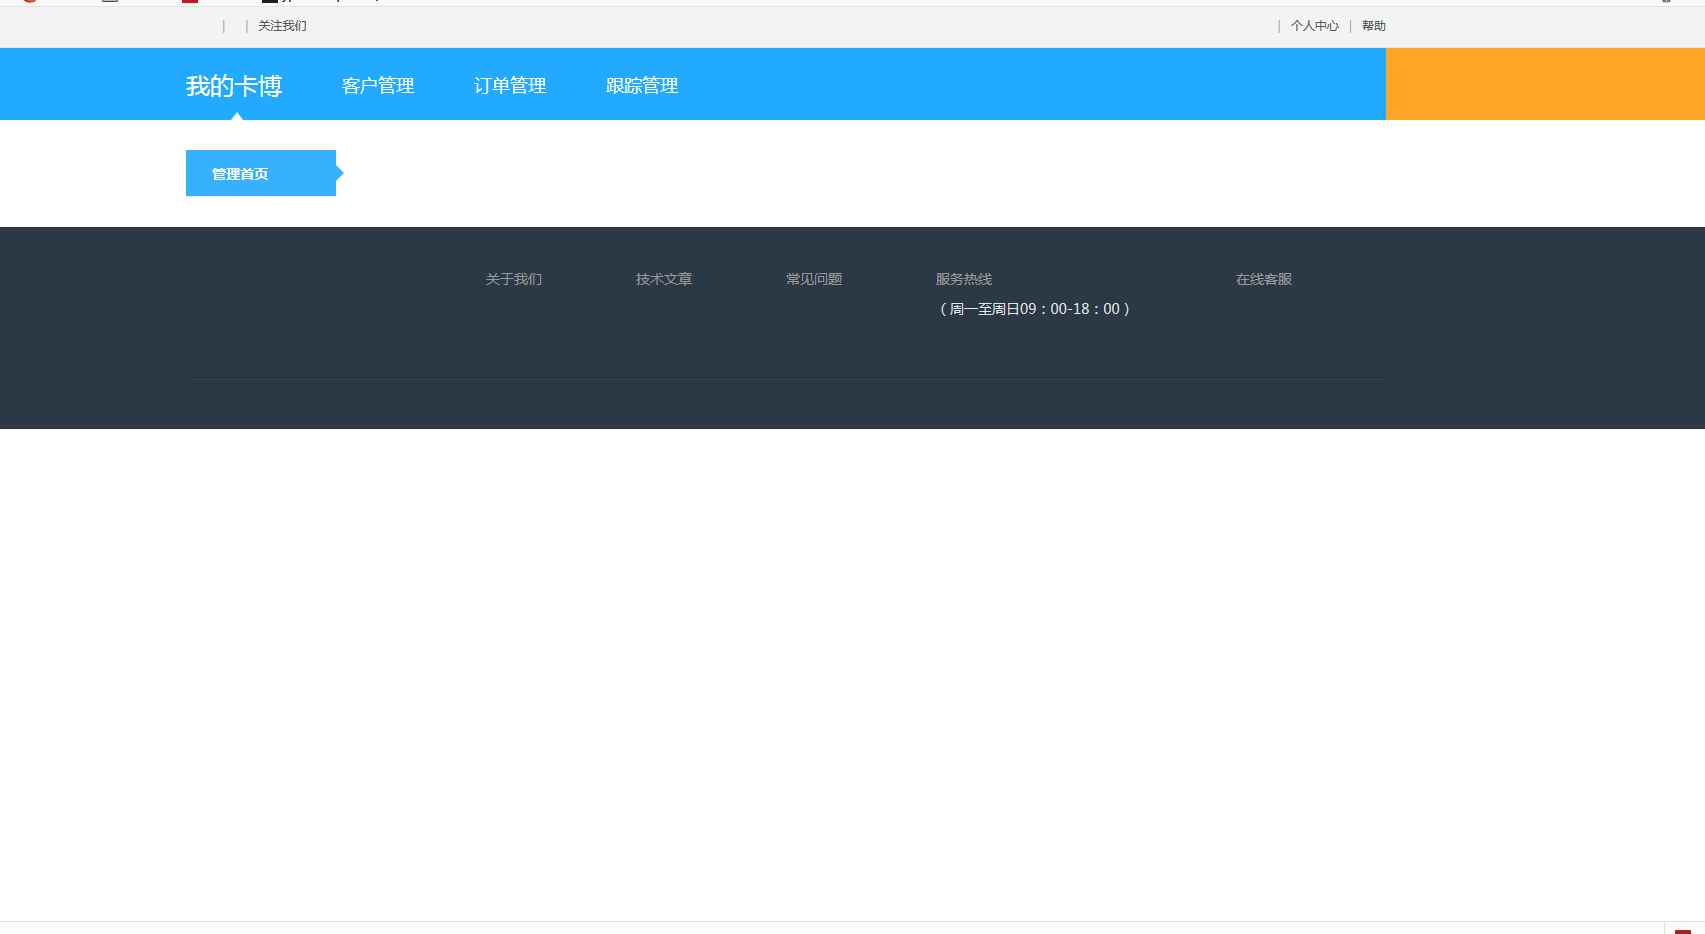 | | 关注我们 | 个人中心 | 帮助
我的卡博 客户管理 订单管理 跟踪管理
管理首页
关于我们 技术文章 常见问题 服务热线 在线客服
（周一至周日09：00-18：00）